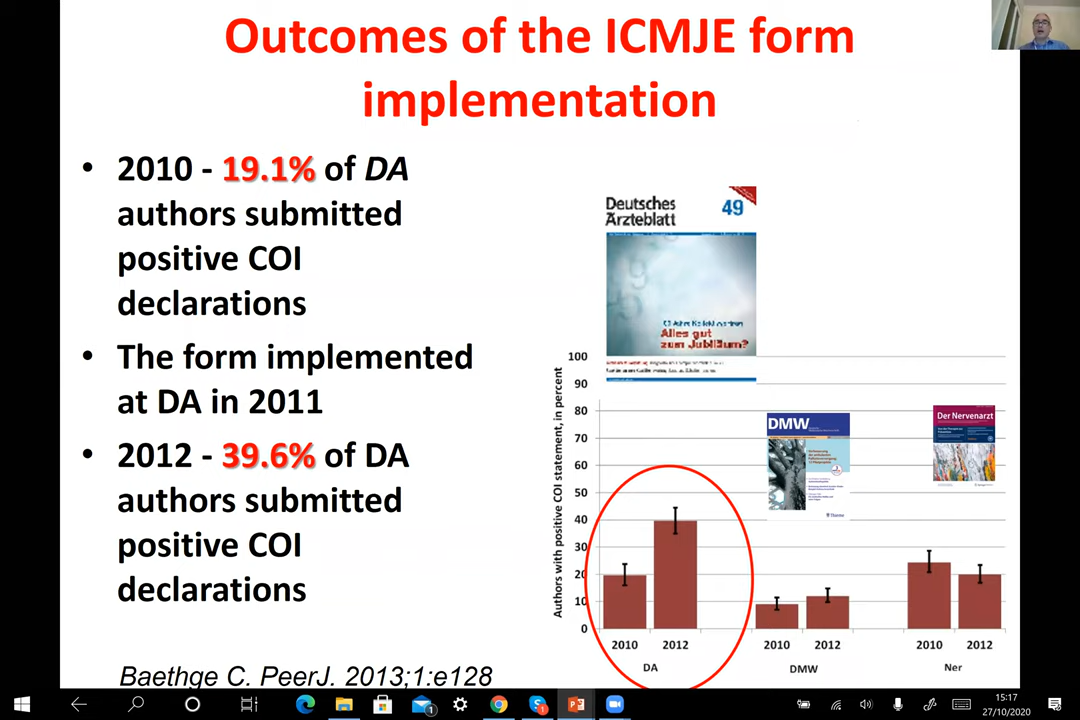 Outcomes of the ICMJE form
implementation
• 2010 - 19.1% of DA
authors submitted
positive COI
declarations
• The form implemented
at DA in 2011
• 2012 - 39.6% of DA
authors submitted
positive COI
declarations
Baethge C. PeerJ. 2013;1:e128
Deutsches
Ärzteblatt
49
Alles gut
zum Jubiläum?
Authors with positive COI statement, in percent
100
90
80
70
60
50
40
30
20
10
0
DMW
Thieme
Der Nervenarzt
2010
2012
2010
2012
2010
2012
DA
DMW
Ner
1
15:17
27/10/2020